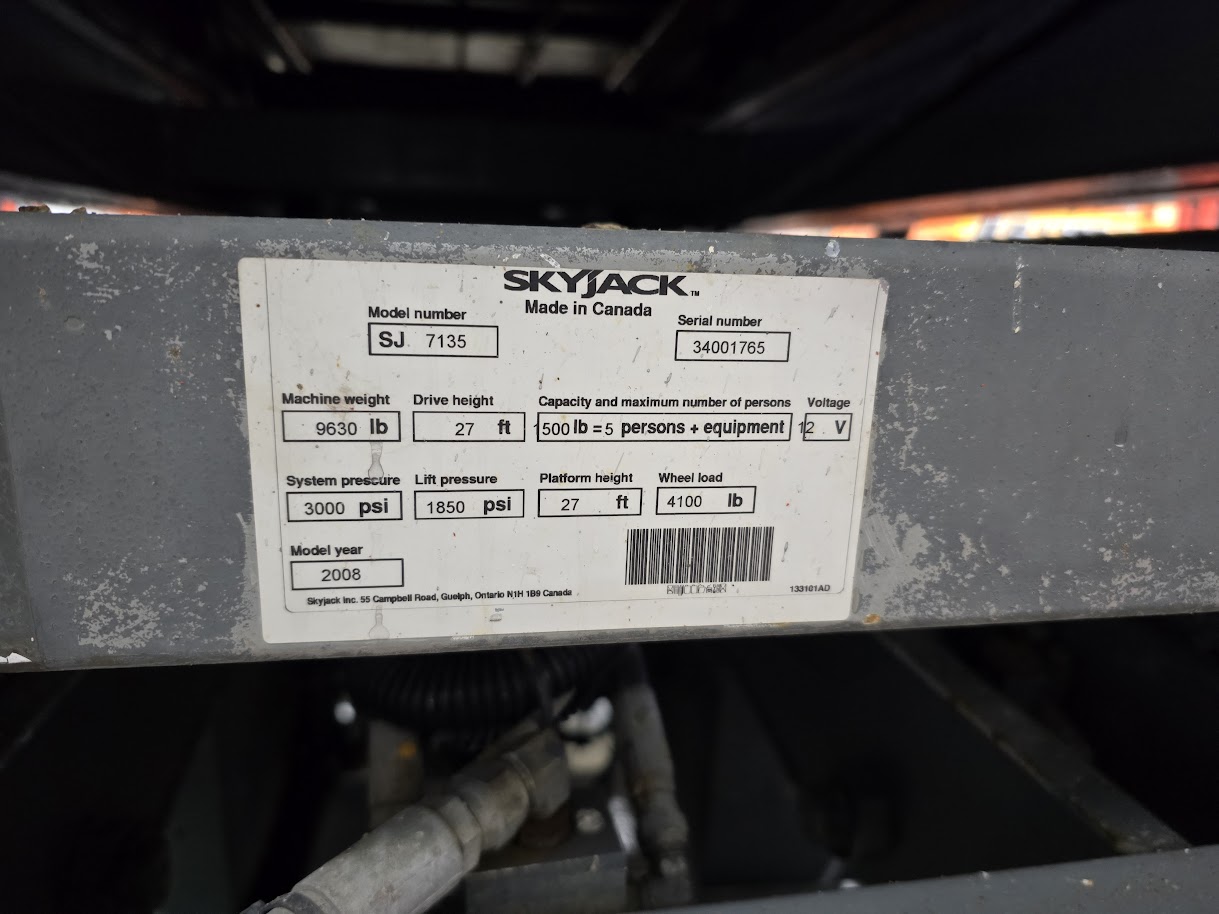 SKYJACK™
Made in Canada
Model number
SJ 7135
Serial number
34001765
Machine weight
9630 lb
Drive height
27 ft
Capacity and maximum number of persons
1500 lb = 5 persons + equipment
Voltage
12 V
System pressure
3000 psi
Lift pressure
1850 psi
Platform height
27 ft
Wheel load
4100 lb
Model year
2008
133101AD
Skyjack Inc. 55 Campbell Road, Guelph, Ontario N1H 1B9 Canada